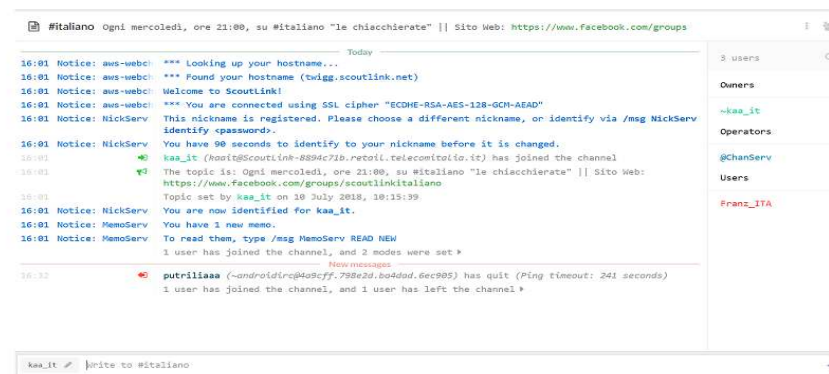 #italiano Ogni mercoledì, ore 21:00, su #italiano "le chiacchierate" || Sito Web: https://www.facebook.com/groups
Today
16:01 Notice: aws-webch *** Looking up your hostname...
16:01 Notice: aws-webch *** Found your hostname (twigg.scoutlink.net)
16:01 Notice: aws-webch Welcome to ScoutLink!
16:01 Notice: aws-webch *** You are connected using SSL cipher "ECDHE-RSA-AES-128-GCM-AEAD"
16:01 Notice: NickServ This nickname is registered. Please choose a different nickname, or identify via /msg NickServ
identify <password>.
16:01 Notice: NickServ You have 90 seconds to identify to your nickname before it is changed.
16:01 kaa_it (kaait@ScoutLink-8894c71b.retail.telecomitalia.it) has joined the channel
16:01 The topic is: Ogni mercoledì, ore 21:00, su #italiano "le chiacchierate" || Sito Web:
https://www.facebook.com/groups/scoutlinkitaliano
16:01 Topic set by kaa_it on 10 July 2018, 10:15:39
16:01 Notice: NickServ You are now identified for kaa_it.
16:01 Notice: MemoServ You have 1 new memo.
16:01 Notice: MemoServ To read them, type /msg MemoServ READ NEW
1 user has joined the channel, and 2 modes were set
New messages
16:32 putriliaaa (~androidirc@4a9cff.798e2d.ba4dad.6ec905) has quit (Ping timeout: 241 seconds)
1 user has joined the channel, and 1 user has left the channel
3 users
Owners
~kaa_it
Operators
@ChanServ
Users
Franz_ITA
kaa_it Write to #italiano